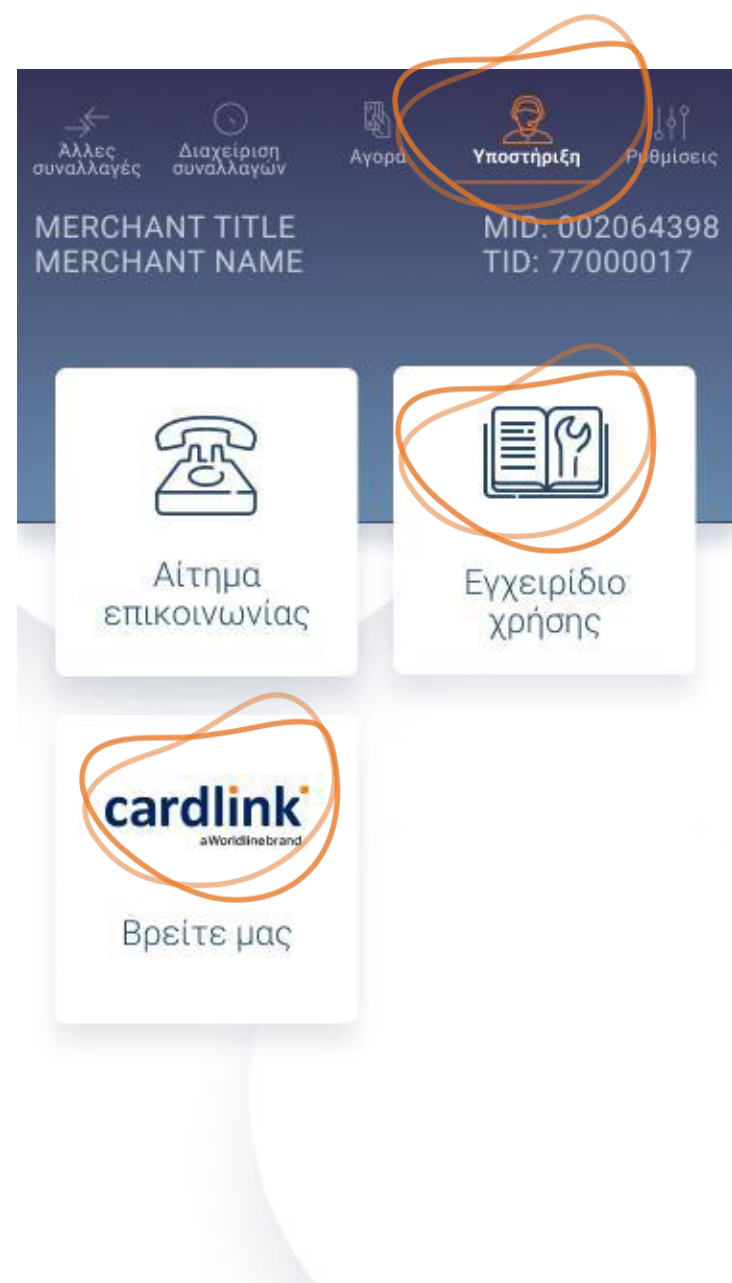 Άλλες
συναλλαγές
Διαχείριση
συναλλαγών
Αγορά
Υποστήριξη
Ρυθμίσεις
MERCHANT TITLE
MID: 002064398
MERCHANT NAME
TID: 77000017
Αίτημα
επικοινωνίας
Εγχειρίδιο
χρήσης
cardlink
aWorldlinebrand
Βρείτε μας